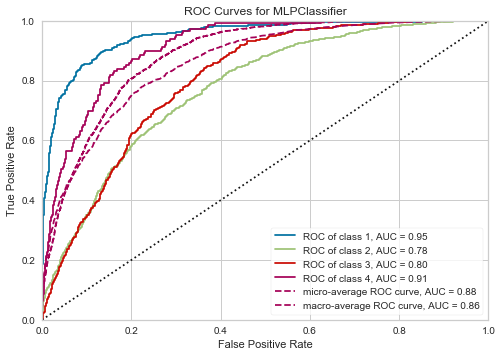 ROC Curves for MLPClassifier
True Positive Rate
1.0
0.8
0.6
0.4
0.2
0.0
ROC of class 1, AUC = 0.95
ROC of class 2, AUC = 0.78
ROC of class 3, AUC = 0.80
ROC of class 4, AUC = 0.91
micro-average ROC curve, AUC = 0.88
macro-average ROC curve, AUC = 0.86
0.0 0.2 0.4 0.6 0.8 1.0
False Positive Rate